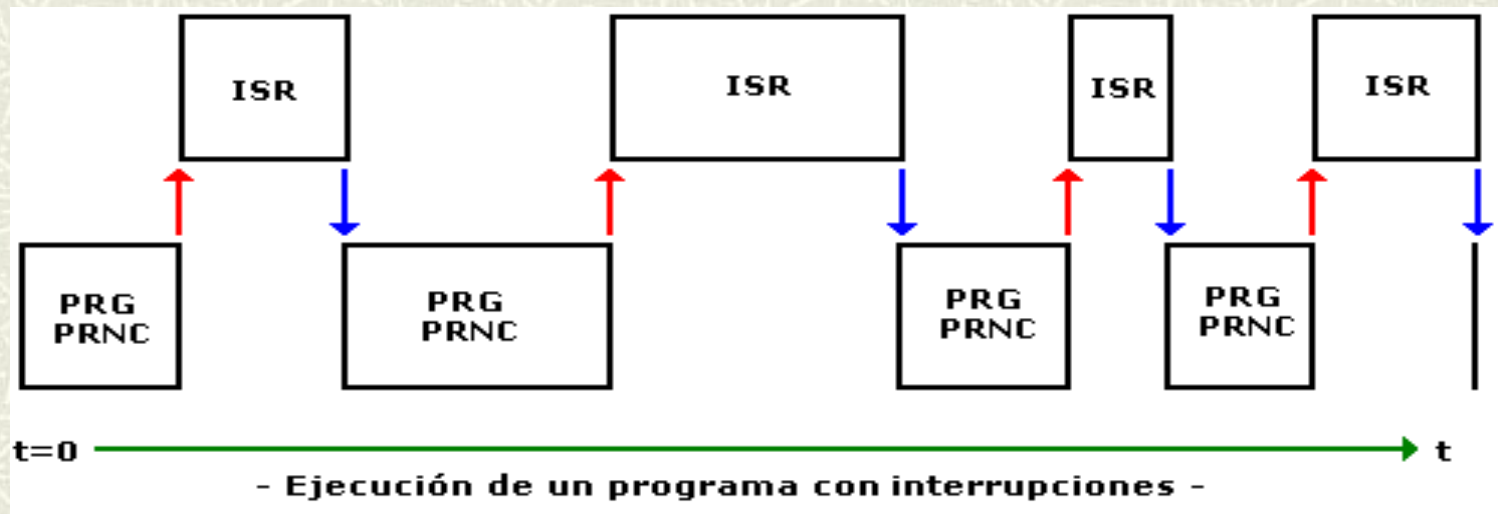 ISR
ISR
ISR
ISR
PRG
PRNC
PRG
PRNC
PRG
PRNC
PRG
PRNC
t=0
t
- Ejecución de un programa con interrupciones -